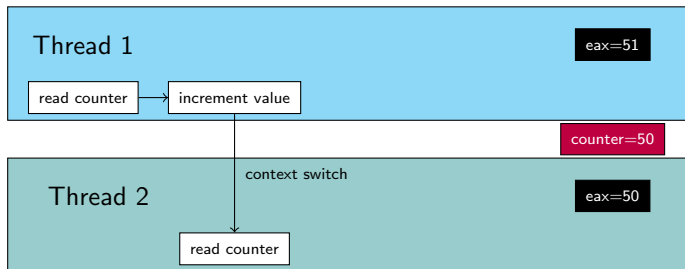 Thread 1
eax=51
read counter
increment value
counter=50
context switch
Thread 2
eax=50
read counter